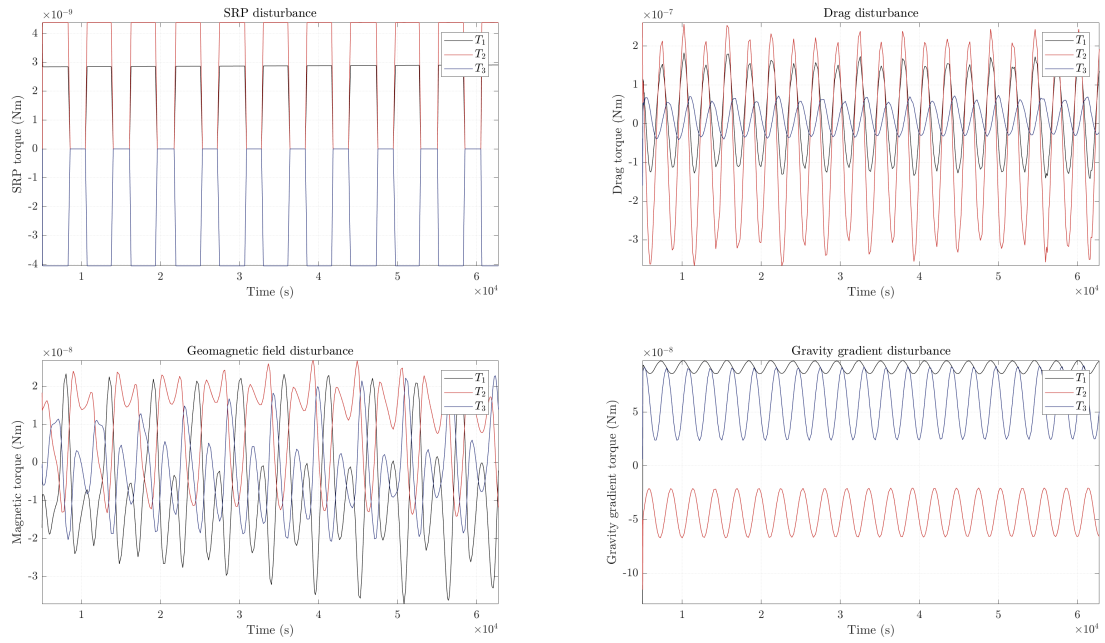 SRP disturbance
×10⁻⁹
4
3
2
1
0
-1
-2
-3
-4
SRP torque (Nm)
T₁
T₂
T₃
1
2
3
4
5
6
Time (s)
×10⁴
Drag disturbance
×10⁻⁷
2
1
0
-1
-2
-3
Drag torque (Nm)
T₁
T₂
T₃
1
2
3
4
5
6
Time (s)
×10⁴
Geomagnetic field disturbance
×10⁻⁸
2
1
0
-1
-2
-3
Magnetic torque (Nm)
T₁
T₂
T₃
1
2
3
4
5
6
Time (s)
×10⁴
Gravity gradient disturbance
×10⁻⁸
5
0
-5
-10
Gravity gradient torque (Nm)
T₁
T₂
T₃
1
2
3
4
5
6
Time (s)
×10⁴